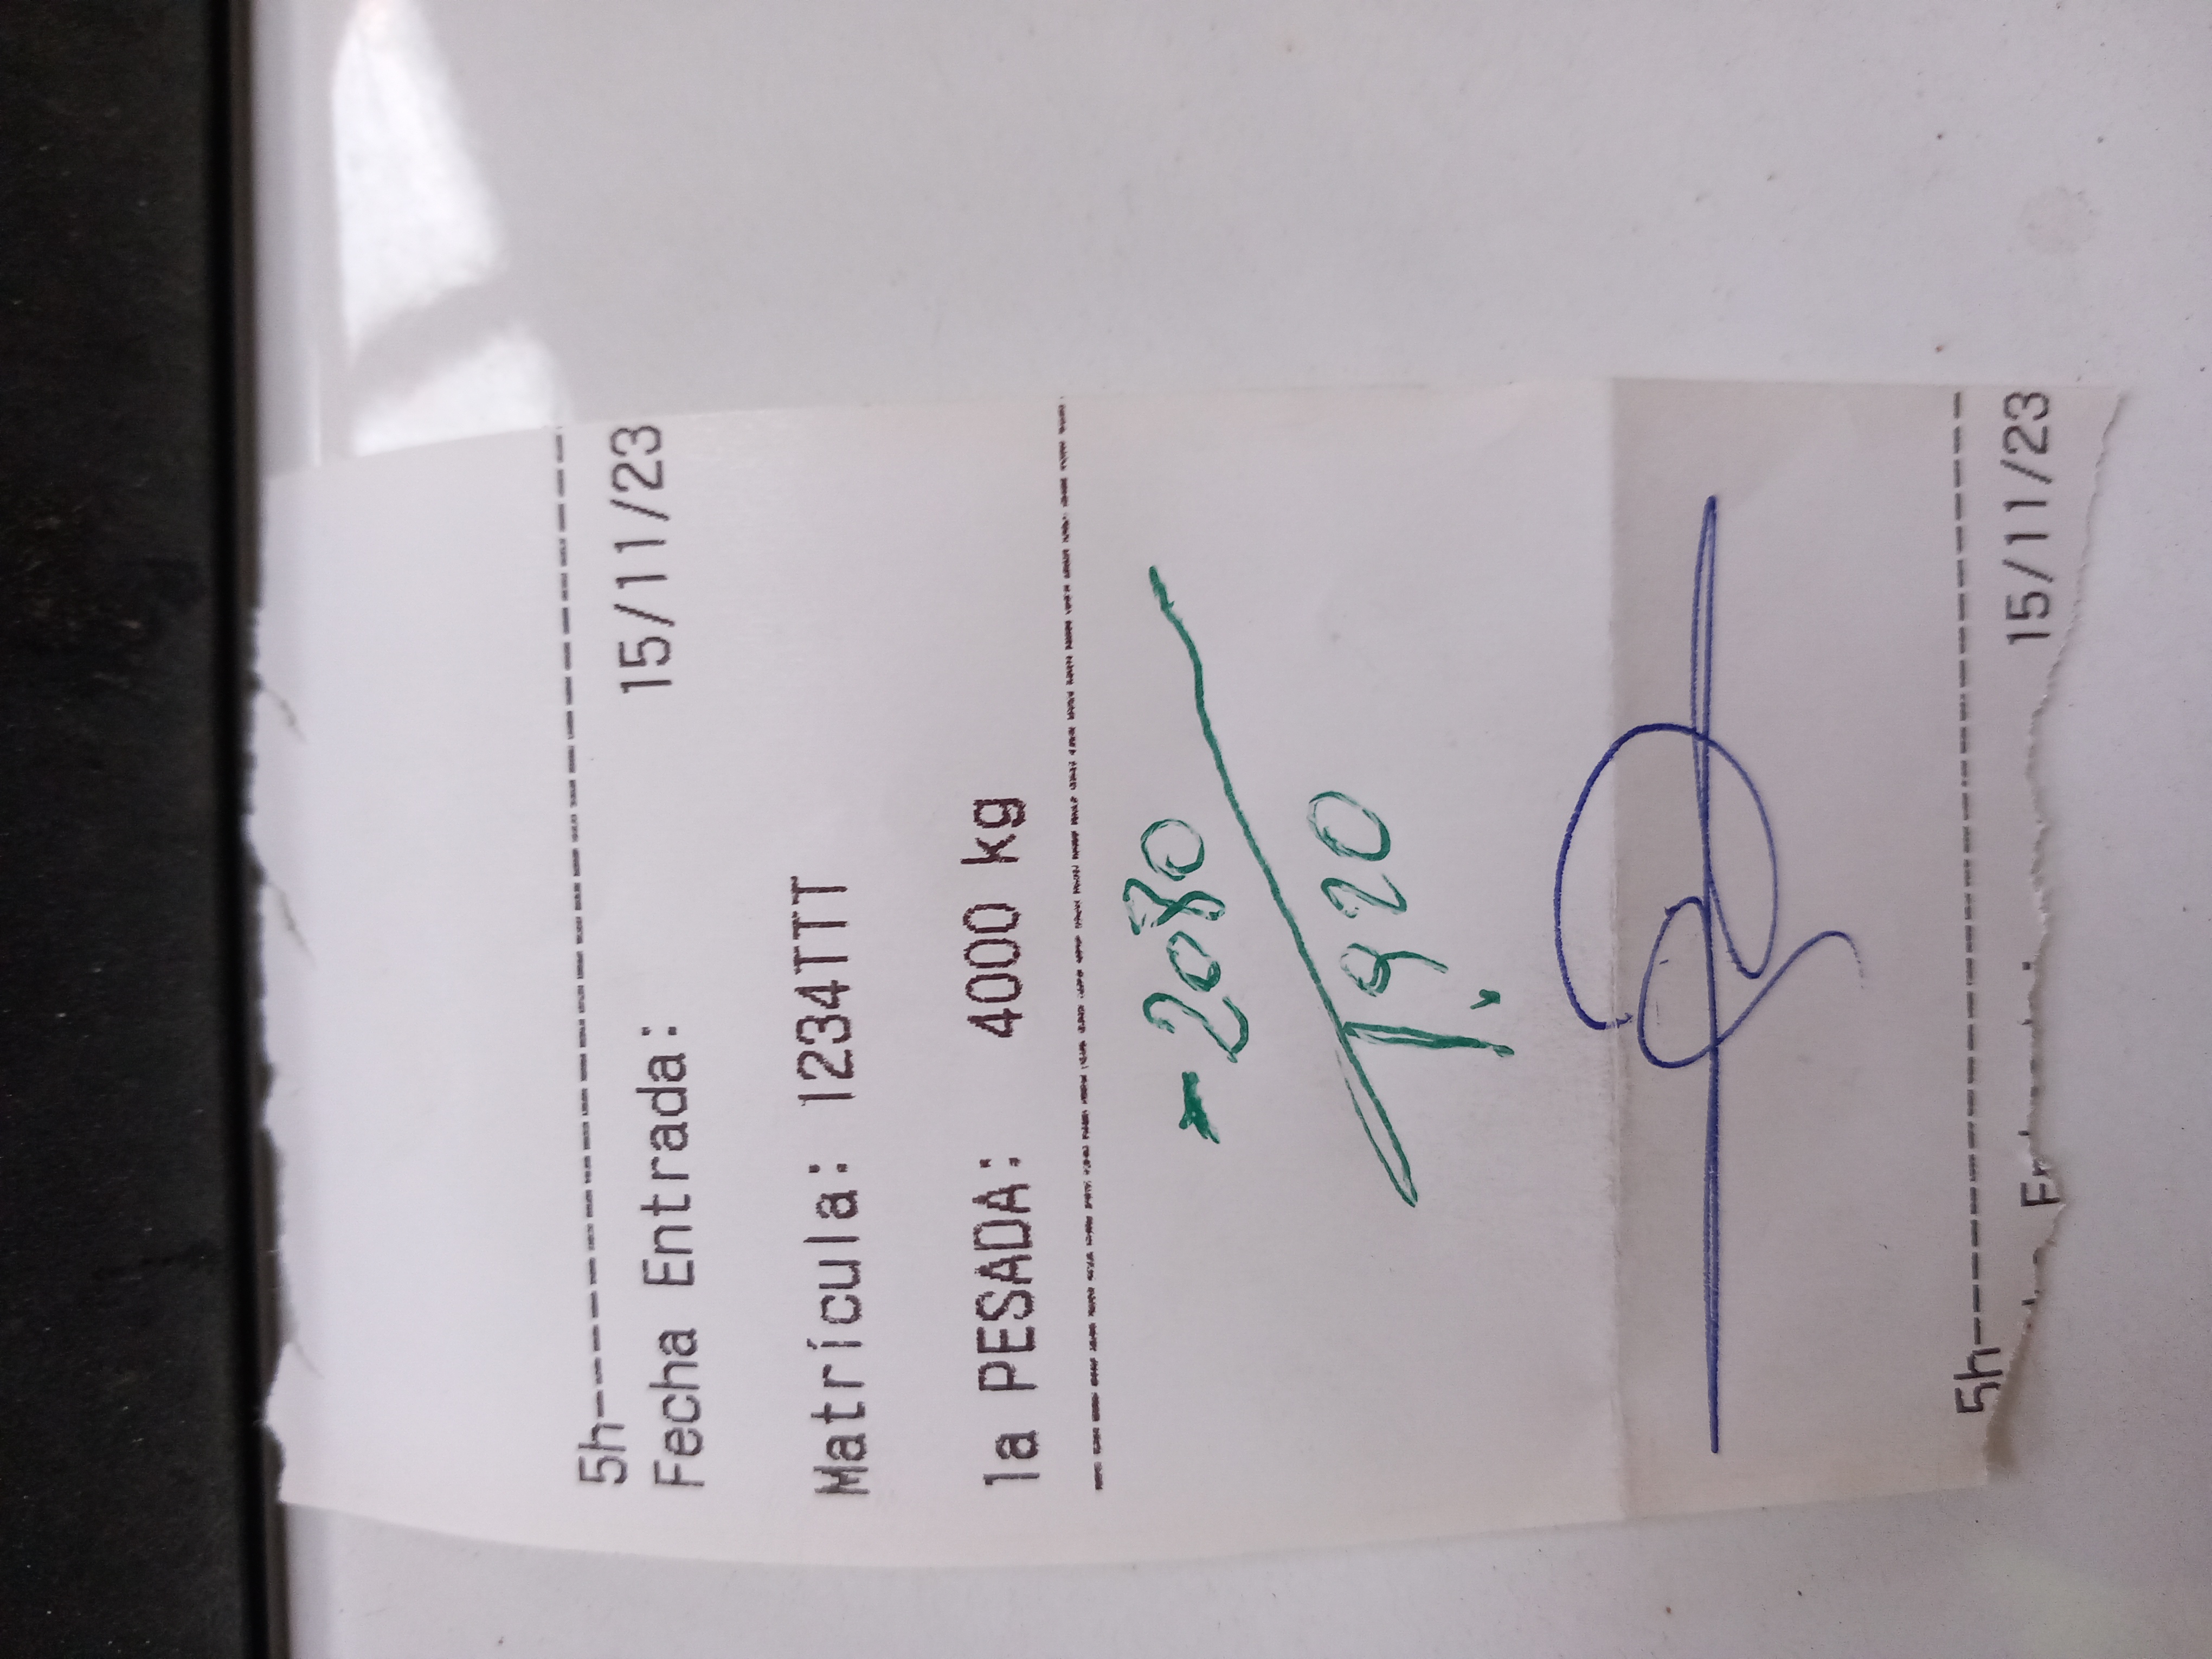 5h--------------------------------
Fecha Entrada: 15/11/23
Matrícula: 1234TTT
1a PESADA: 4000 kg
--------------------------------
- 2080
1.920
5h--------------------------------
15/11/23